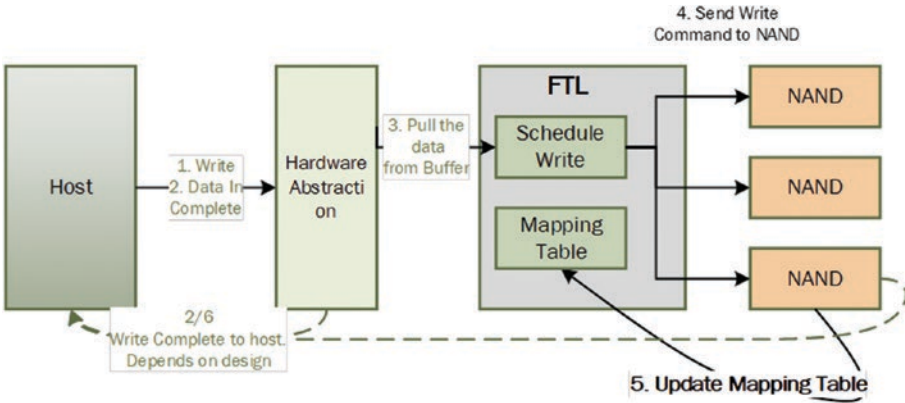 4. Send Write
Command to NAND
FTL
NAND
Schedule
Write
3. Pull the
data
from Buffer
Hardware
Abstracti
on
1. Write
2. Data In
Complete
Host
NAND
Mapping
Table
NAND
2/6
Write Complete to host.
Depends on design
5. Update Mapping Table